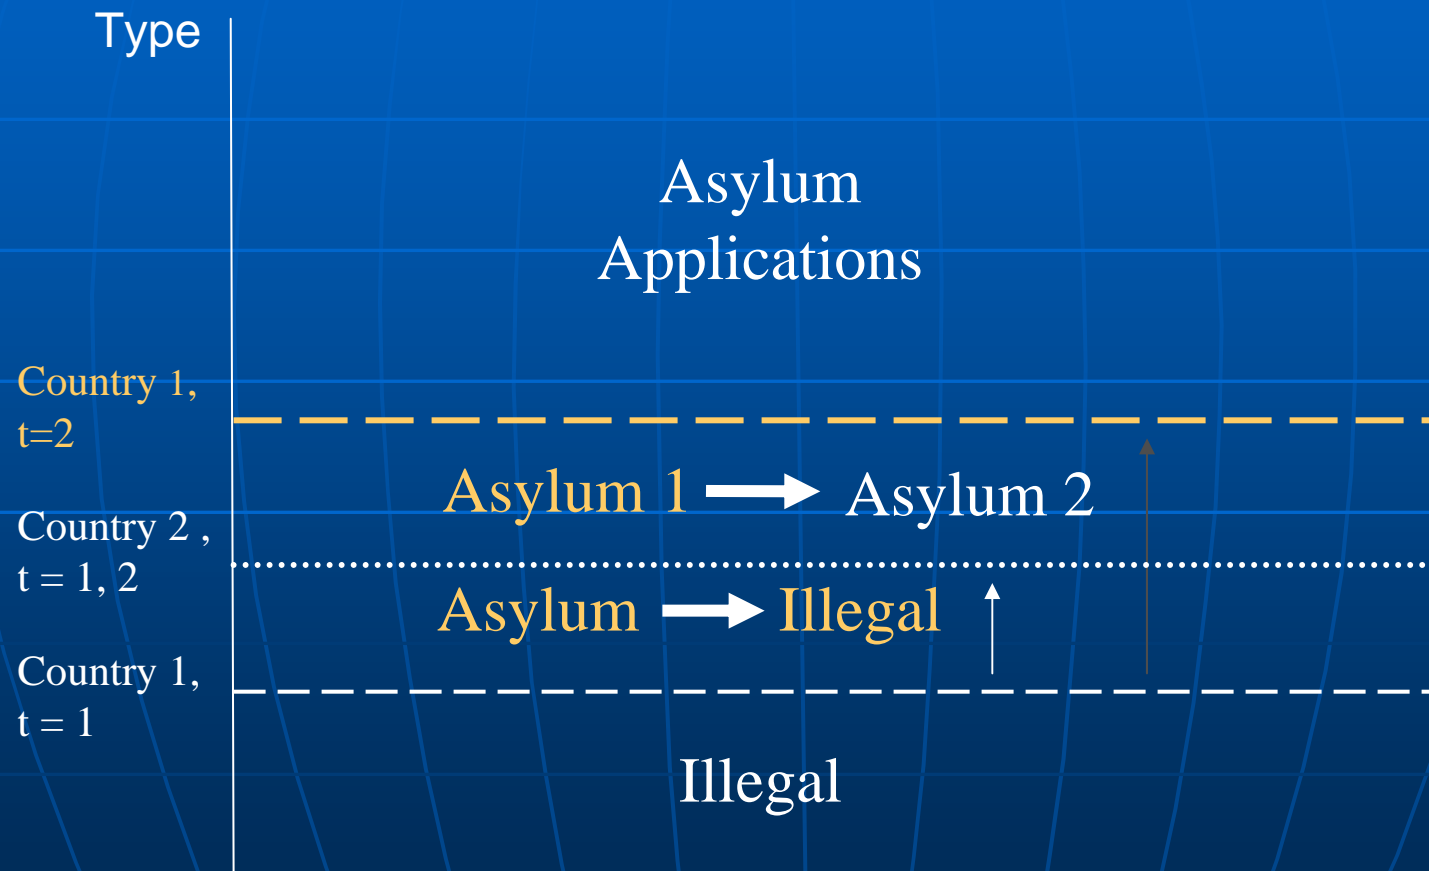 Type
Asylum
Applications
Country 1,
t=2
Asylum 1 Asylum 2
Country 2 ,
t = 1, 2
Asylum Illegal
Country 1,
t = 1
Illegal